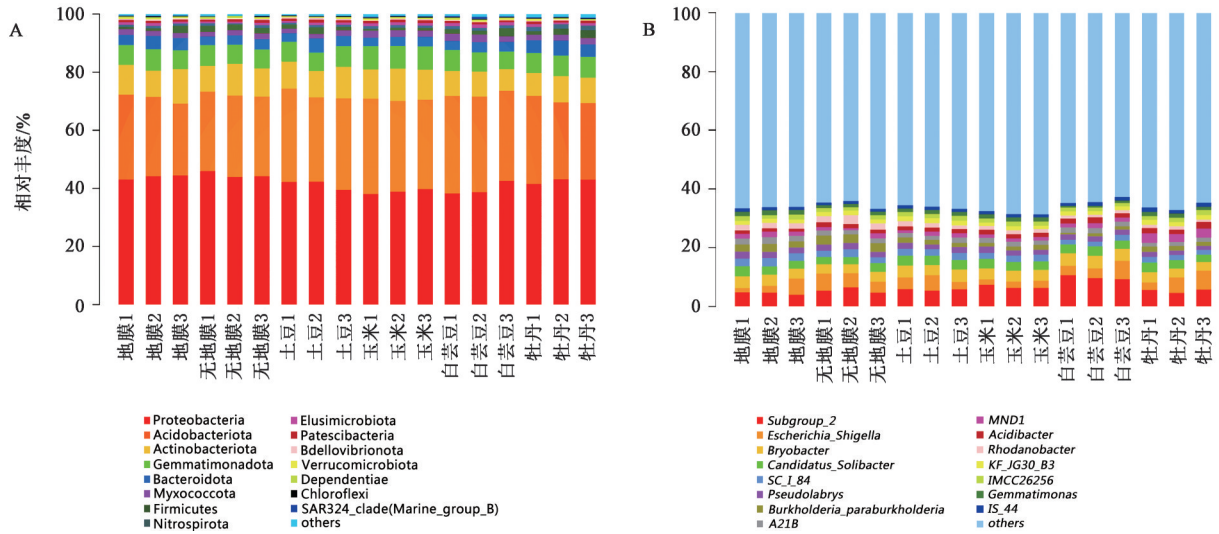 A
相对丰度/%
100
80
60
40
20
0
地膜1
地膜2
地膜3
无地膜1
无地膜2
无地膜3
土豆1
土豆2
土豆3
玉米1
玉米2
玉米3
白芸豆1
白芸豆2
白芸豆3
牡丹1
牡丹2
牡丹3
Proteobacteria
Acidobacteriota
Actinobacteriota
Gemmatimonadota
Bacteroidota
Myxococcota
Firmicutes
Nitrospirota
Elusimicrobiota
Patescibacteria
Bdellovibrionota
Verrucomicrobiota
Dependentiae
Chloroflexi
SAR324_clade(Marine_group_B)
others
B
100
80
60
40
20
0
地膜1
地膜2
地膜3
无地膜1
无地膜2
无地膜3
土豆1
土豆2
土豆3
玉米1
玉米2
玉米3
白芸豆1
白芸豆2
白芸豆3
牡丹1
牡丹2
牡丹3
Subgroup_2
Escherichia_Shigella
Bryobacter
Candidatus_Solibacter
SC_I_84
Pseudolabrys
Burkholderia_paraburkholderia
A21B
MND1
Acidibacter
Rhodanobacter
KF_JG30_B3
IMCC26256
Gemmatimonas
IS_44
others